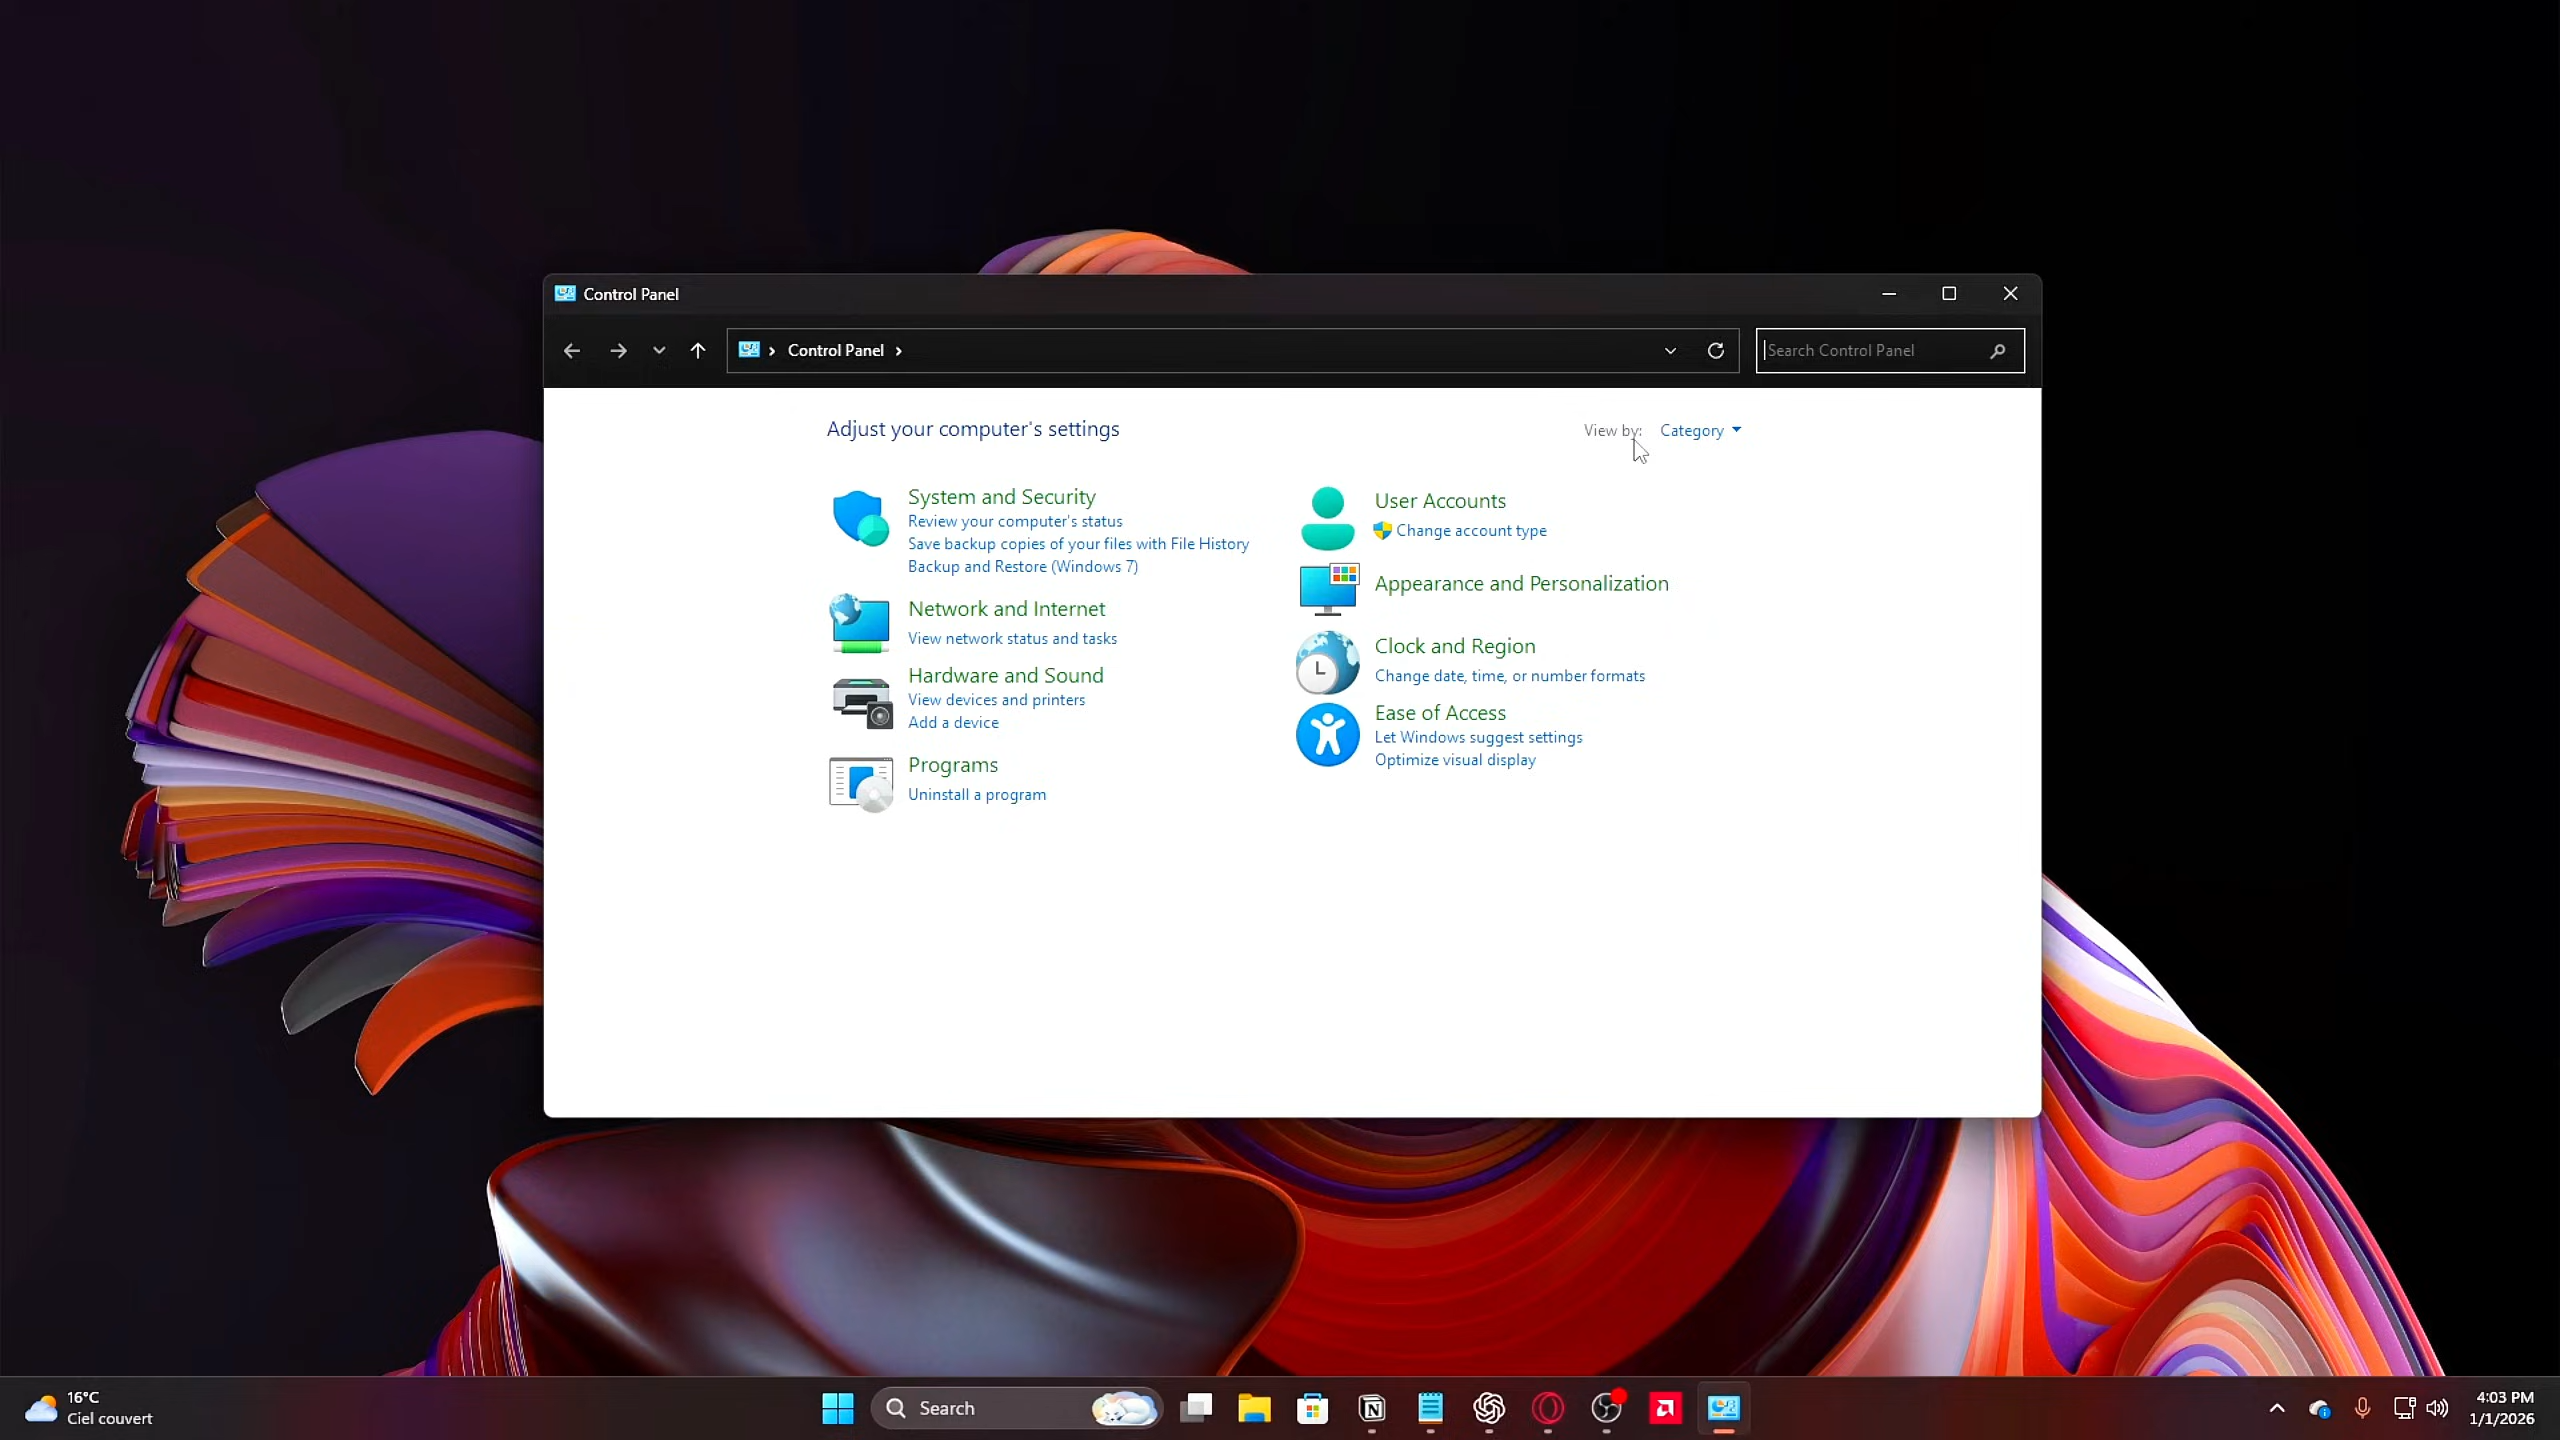 Control Panel
Control Panel
Search Control Panel
Adjust your computer's settings
View by: Category
System and Security
Review your computer's status
Save backup copies of your files with File History
Backup and Restore (Windows 7)
Network and Internet
View network status and tasks
Hardware and Sound
View devices and printers
Add a device
Programs
Uninstall a program
User Accounts
Change account type
Appearance and Personalization
Clock and Region
Change date, time, or number formats
Ease of Access
Let Windows suggest settings
Optimize visual display
16°C
Ciel couvert
Search
4:03 PM
1/1/2026